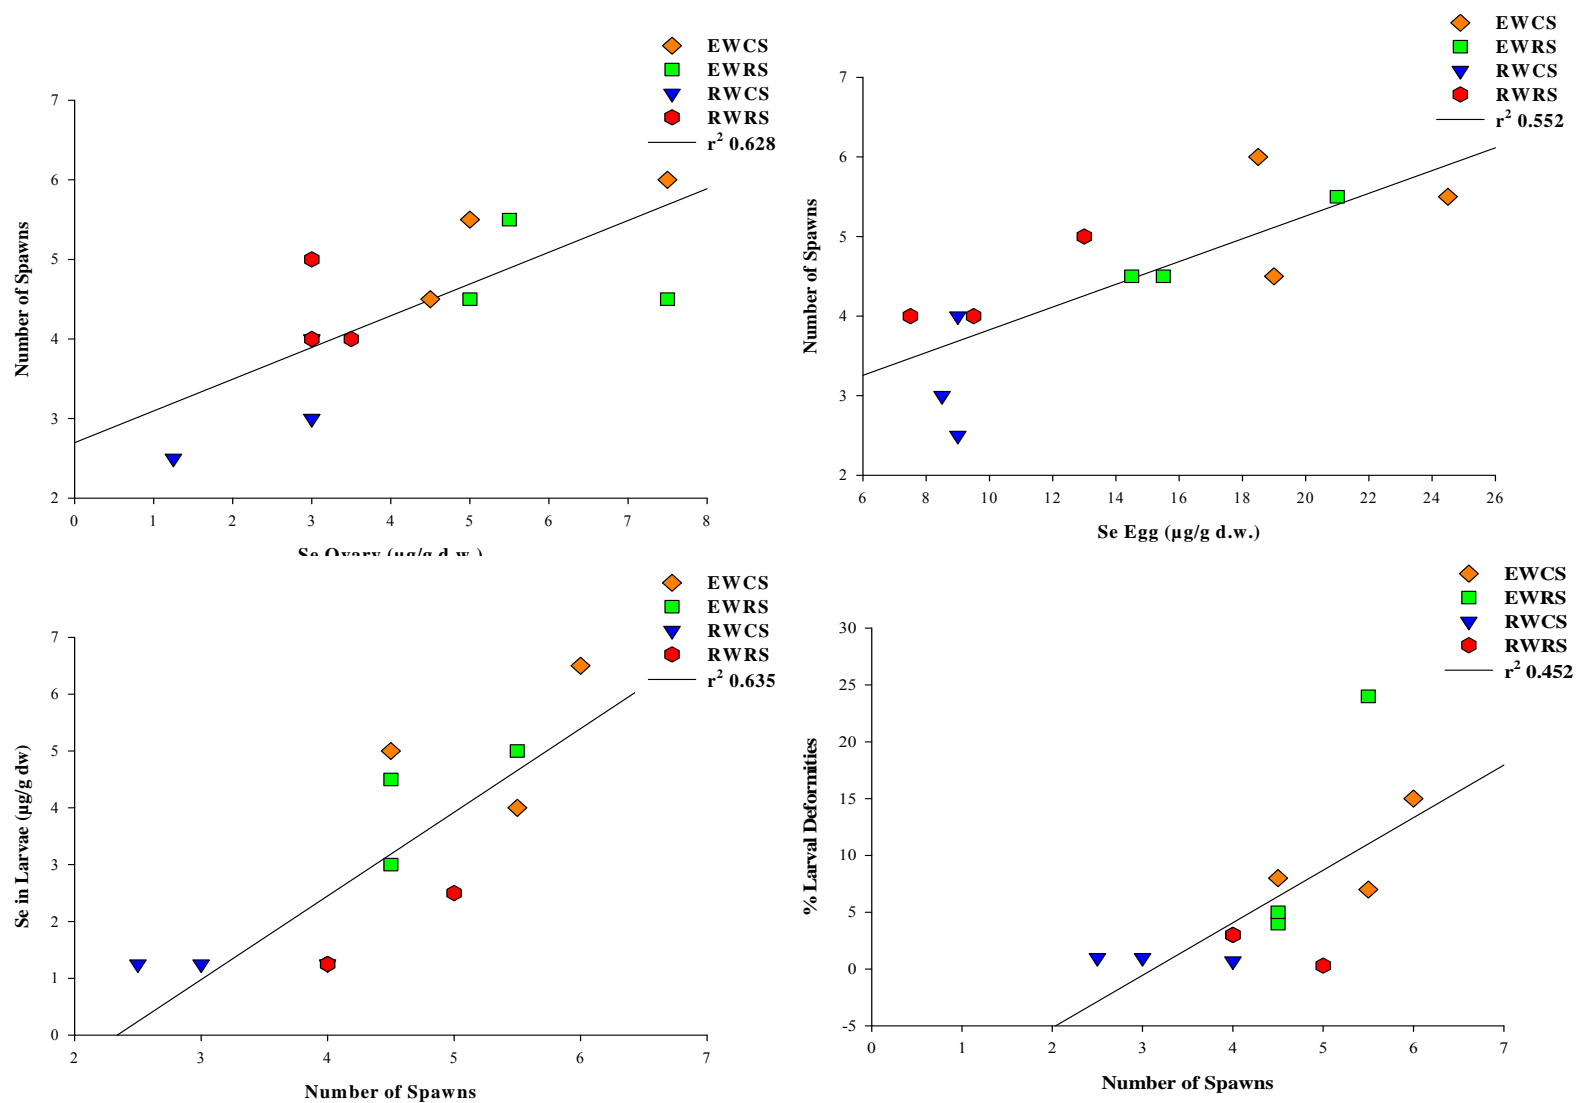 EWCS
EWRS
RWCS
RWRS
r² 0.628
7
6
5
4
3
2
Number of Spawns
0 1 2 3 4 5 6 7 8
Se Ovary (µg/g d.w.)
EWCS
EWRS
RWCS
RWRS
r² 0.552
7
6
5
4
3
2
Number of Spawns
6 8 10 12 14 16 18 20 22 24 26
Se Egg (µg/g d.w.)
EWCS
EWRS
RWCS
RWRS
r² 0.635
7
6
5
4
3
2
1
0
Se in Larvae (µg/g dw)
2 3 4 5 6 7
Number of Spawns
EWCS
EWRS
RWCS
RWRS
r² 0.452
30
25
20
15
10
5
0
-5
% Larval Deformities
0 1 2 3 4 5 6 7
Number of Spawns